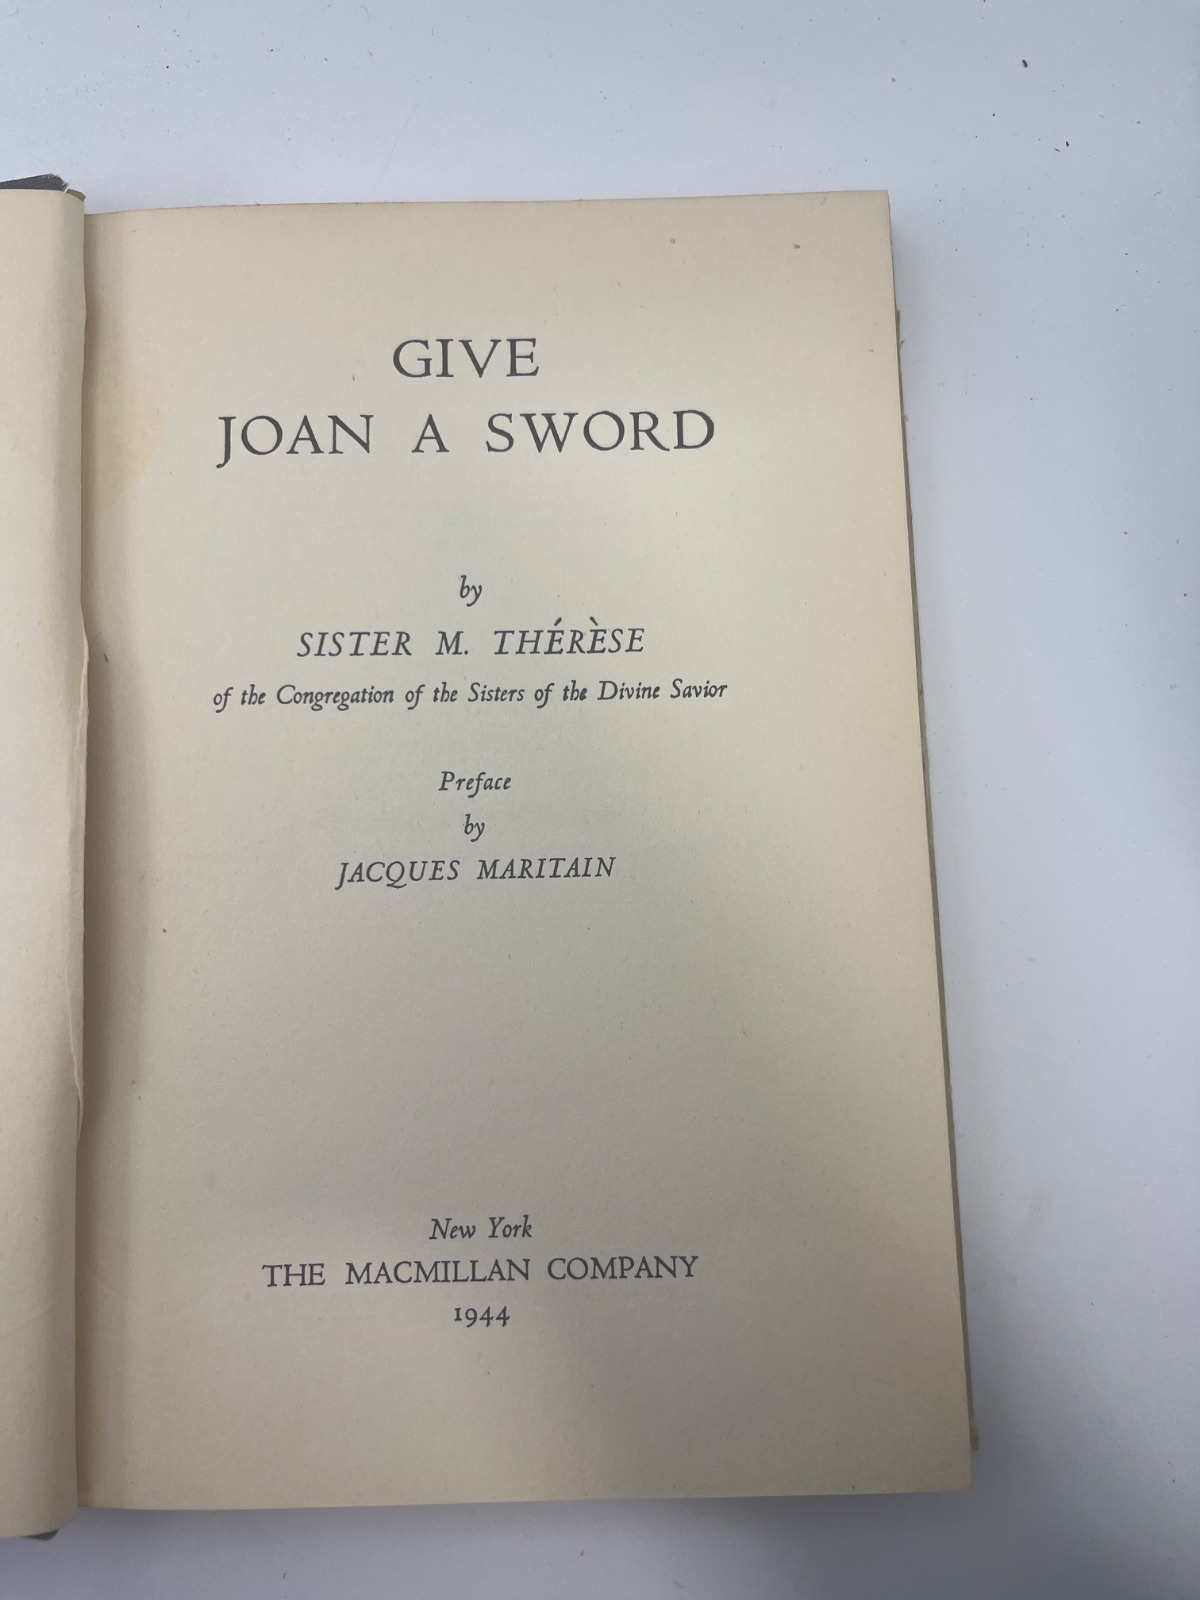 GIVE
JOAN A SWORD
by
SISTER M. THÉRÈSE
of the Congregation of the Sisters of the Divine Savior
Preface
by
JACQUES MARITAIN
New York
THE MACMILLAN COMPANY
1944